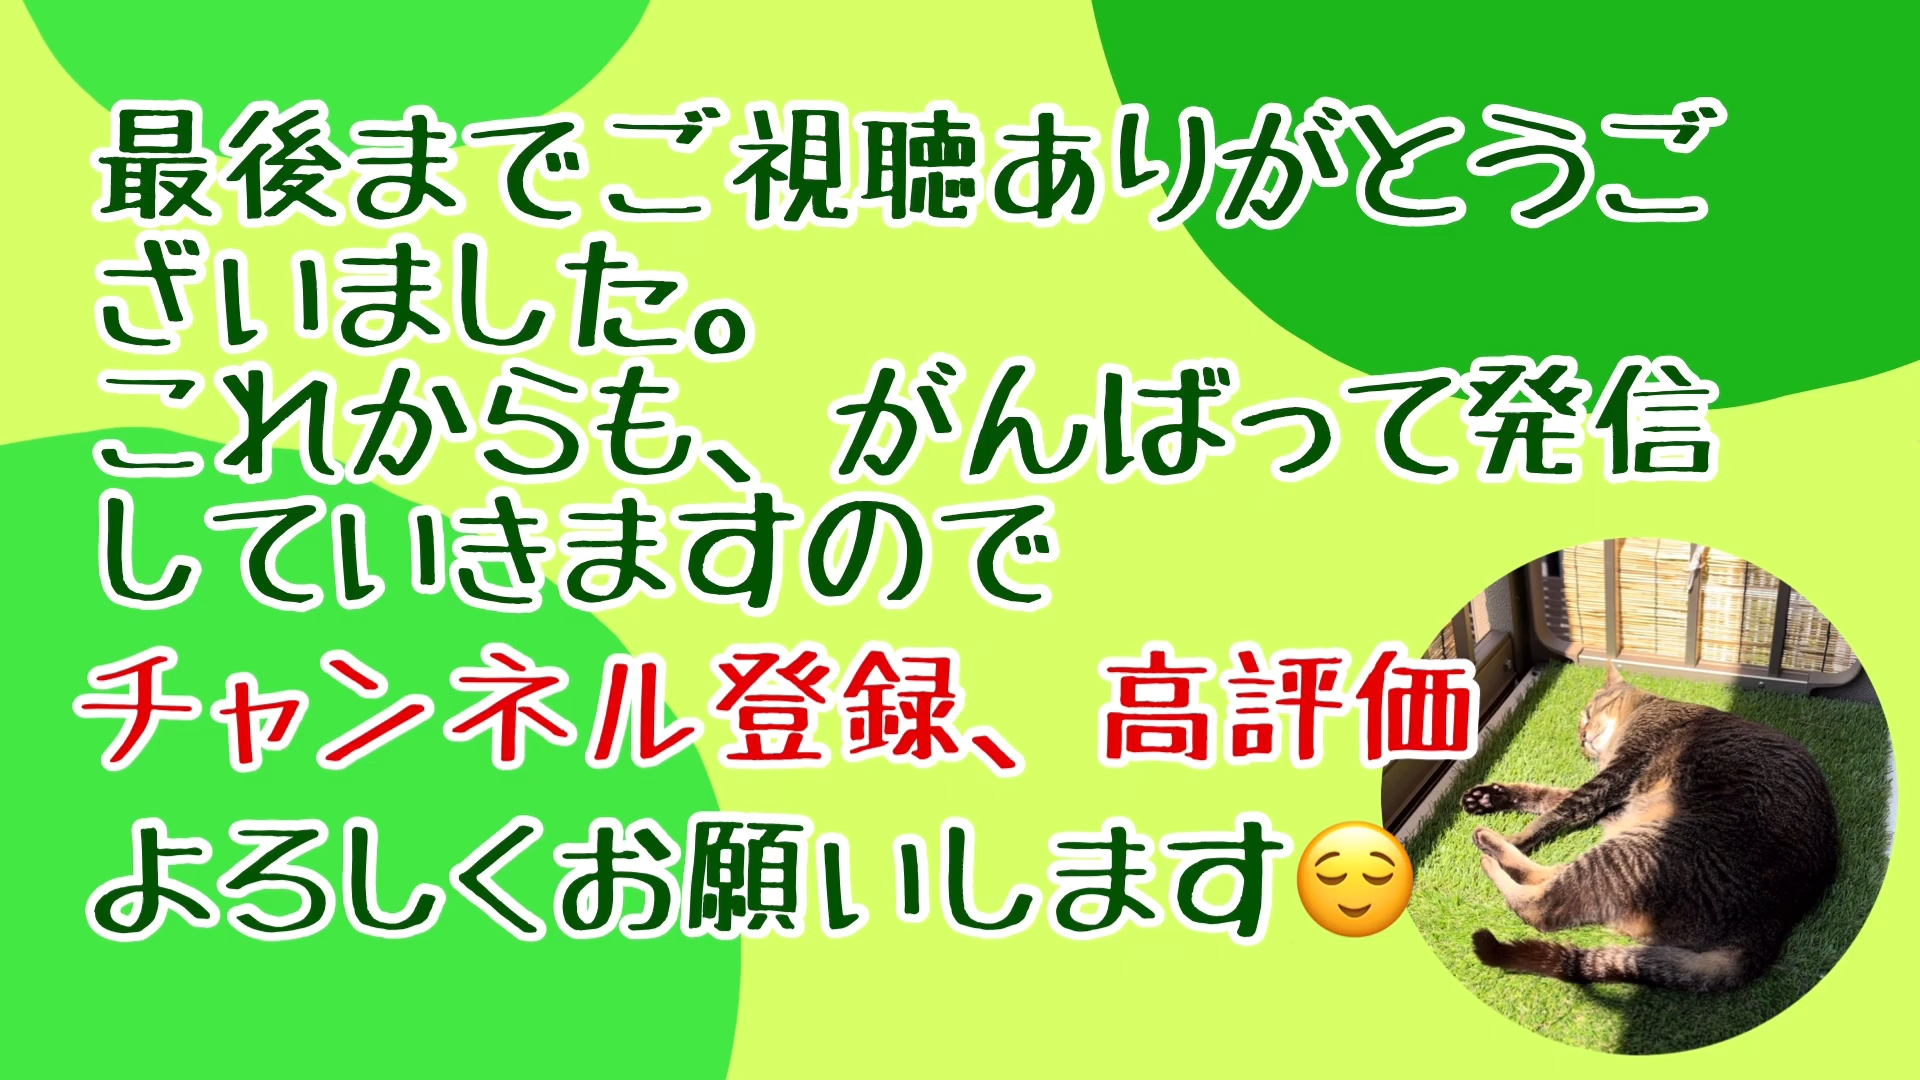 最後までご視聴ありがとうご
ざいました。
これからも、がんばって発信
していきますので
チャンネル登録、高評価
よろしくお願いします😌